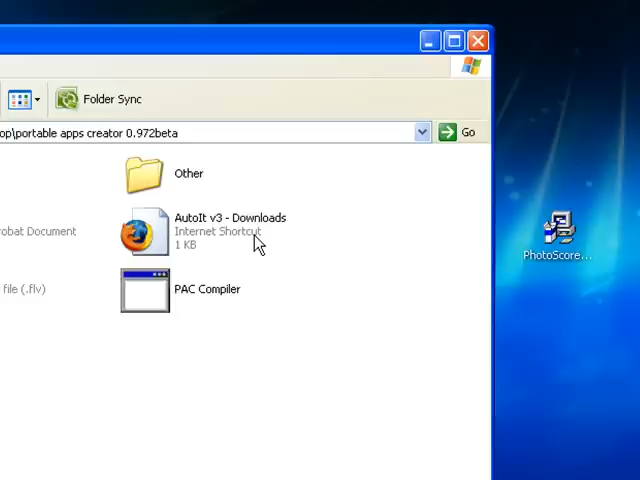 Folder Sync
op\portable apps creator 0.972beta
Go
Other
AutoIt v3 - Downloads
robat Document
Internet Shortcut
1 KB
PhotoScore...
file (.flv)
PAC Compiler